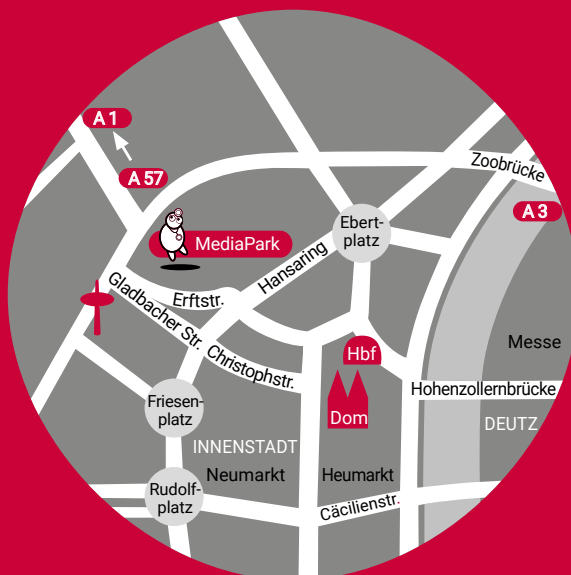 A 1
Zoobrücke
A 57
A 3
Ebert-
platz
MediaPark
Hansaring
Erftstr.
Gladbacher Str.
Christophstr.
Messe
Hbf
Hohenzollernbrücke
Friesen-
platz
Dom
DEUTZ
INNENSTADT
Neumarkt
Heumarkt
Rudolf-
platz
Cäcilienstr.